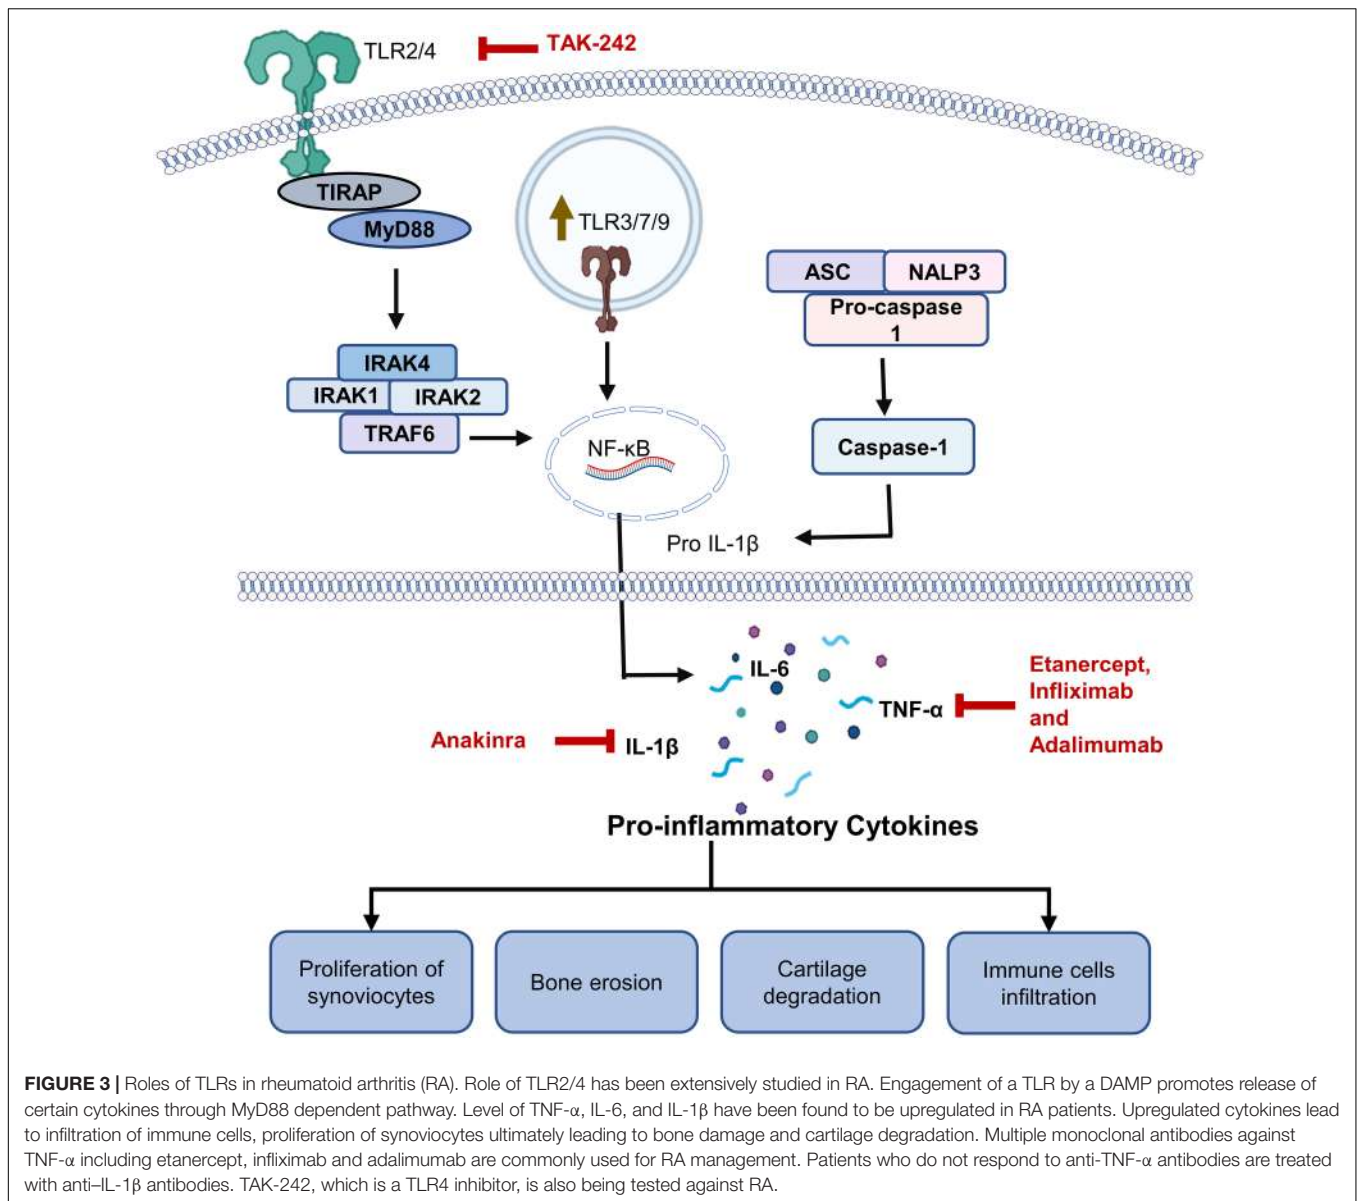 TLR2/4
TAK-242
TIRAP
MyD88
TLR3/7/9
ASC
NALP3
Pro-caspase
1
IRAK4
IRAK1
IRAK2
TRAF6
NF-κB
Caspase-1
Pro IL-1β
IL-6
TNF-α
Etanercept,
Infliximab
and
Adalimumab
Anakinra
IL-1β
Pro-inflammatory Cytokines
Proliferation of
synoviocytes
Bone erosion
Cartilage
degradation
Immune cells
infiltration
FIGURE 3 | Roles of TLRs in rheumatoid arthritis (RA). Role of TLR2/4 has been extensively studied in RA. Engagement of a TLR by a DAMP promotes release of
certain cytokines through MyD88 dependent pathway. Level of TNF-α, IL-6, and IL-1β have been found to be upregulated in RA patients. Upregulated cytokines lead
to infiltration of immune cells, proliferation of synoviocytes ultimately leading to bone damage and cartilage degradation. Multiple monoclonal antibodies against
TNF-α including etanercept, infliximab and adalimumab are commonly used for RA management. Patients who do not respond to anti-TNF-α antibodies are treated
with anti–IL-1β antibodies. TAK-242, which is a TLR4 inhibitor, is also being tested against RA.